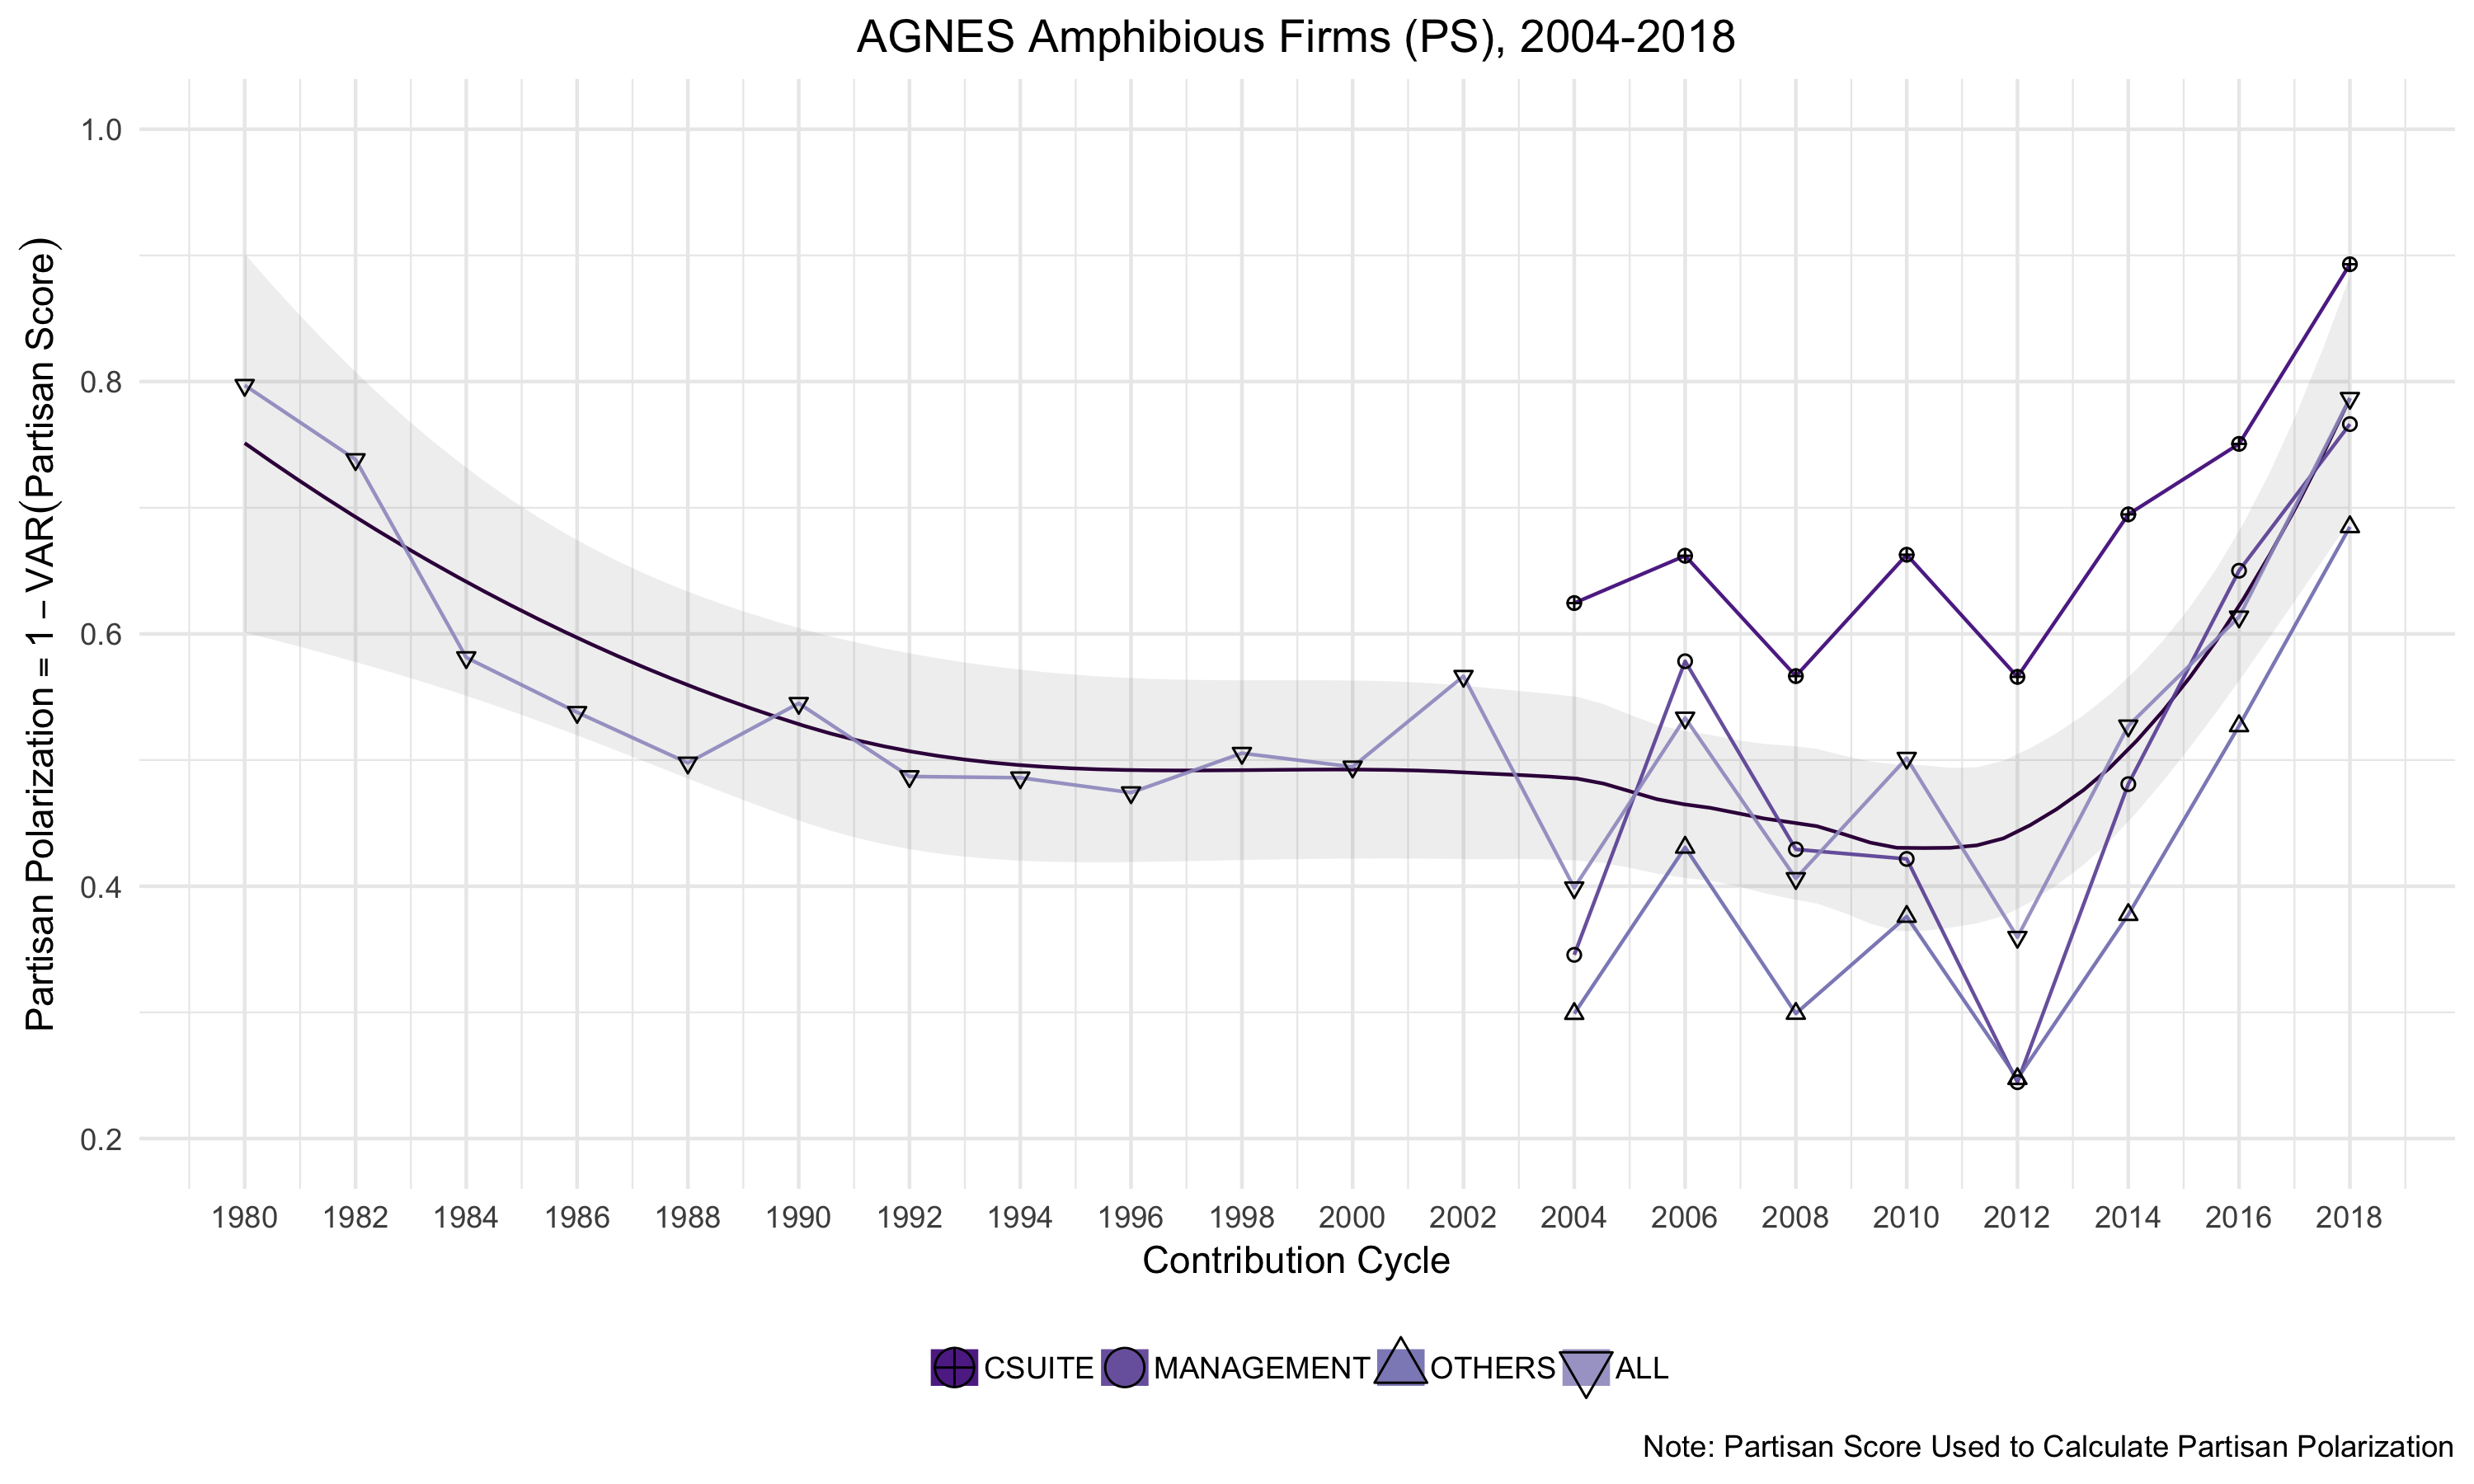 AGNES Amphibious Firms (PS), 2004-2018
Partisan Polarization = 1 − VAR(Partisan Score)
1.0
0.8
0.6
0.4
0.2
1980 1982 1984 1986 1988 1990 1992 1994 1996 1998 2000 2002 2004 2006 2008 2010 2012 2014 2016 2018
Contribution Cycle
CSUITE MANAGEMENT OTHERS ALL
Note: Partisan Score Used to Calculate Partisan Polarization